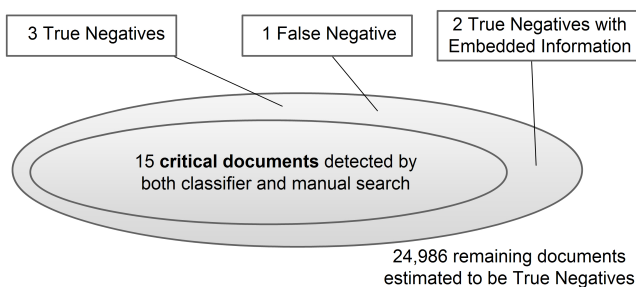 3 True Negatives
1 False Negative
2 True Negatives with
Embedded Information
15 critical documents detected by
both classifier and manual search
24,986 remaining documents
estimated to be True Negatives